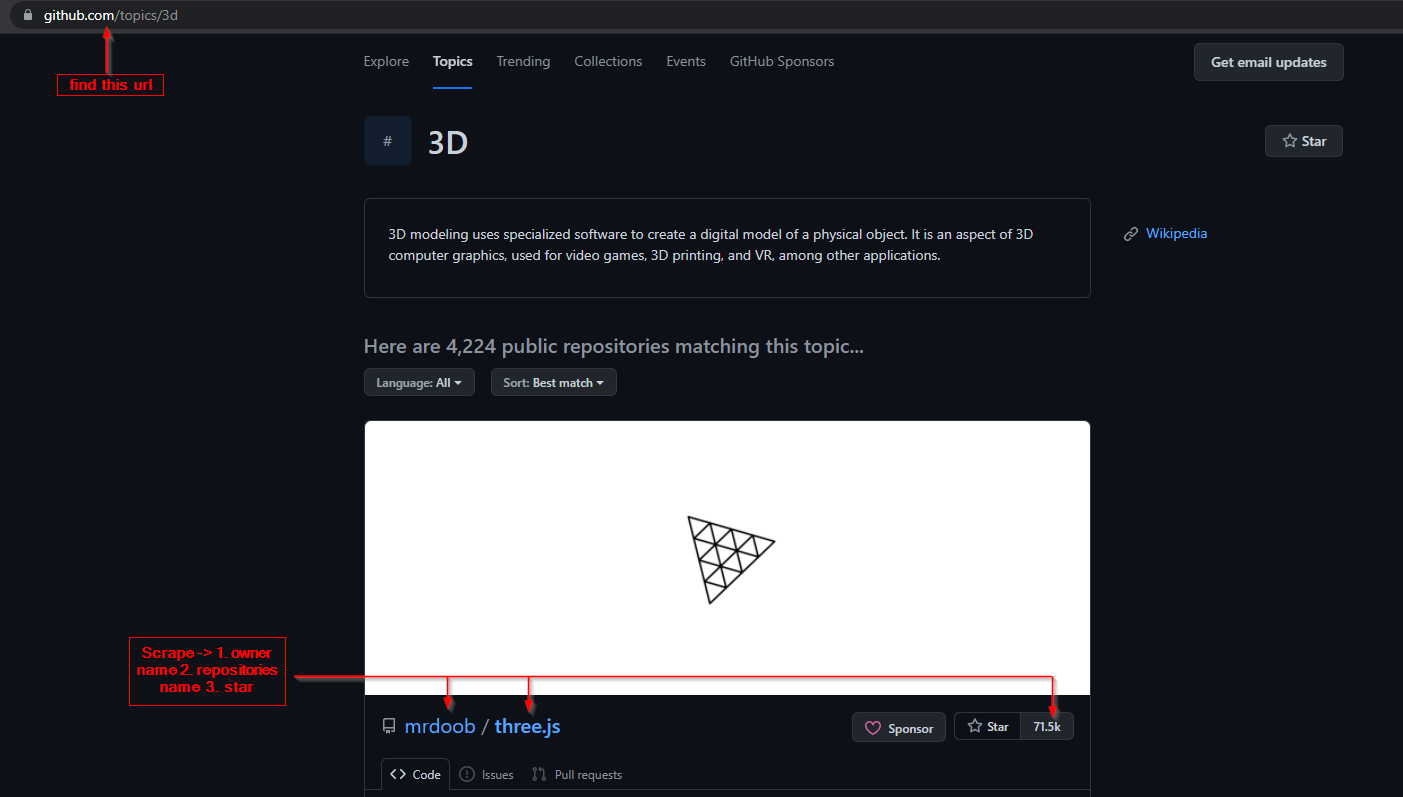 github.com/topics/3d
find this url
Explore Topics Trending Collections Events GitHub Sponsors
Get email updates
# 3D
Star
3D modeling uses specialized software to create a digital model of a physical object. It is an aspect of 3D
computer graphics, used for video games, 3D printing, and VR, among other applications.
Wikipedia
Here are 4,224 public repositories matching this topic...
Language: All Sort: Best match
Scrape -> 1. owner
name 2. repositories
name 3. star
mrdoob / three.js
Sponsor Star 71.5k
Code Issues Pull requests